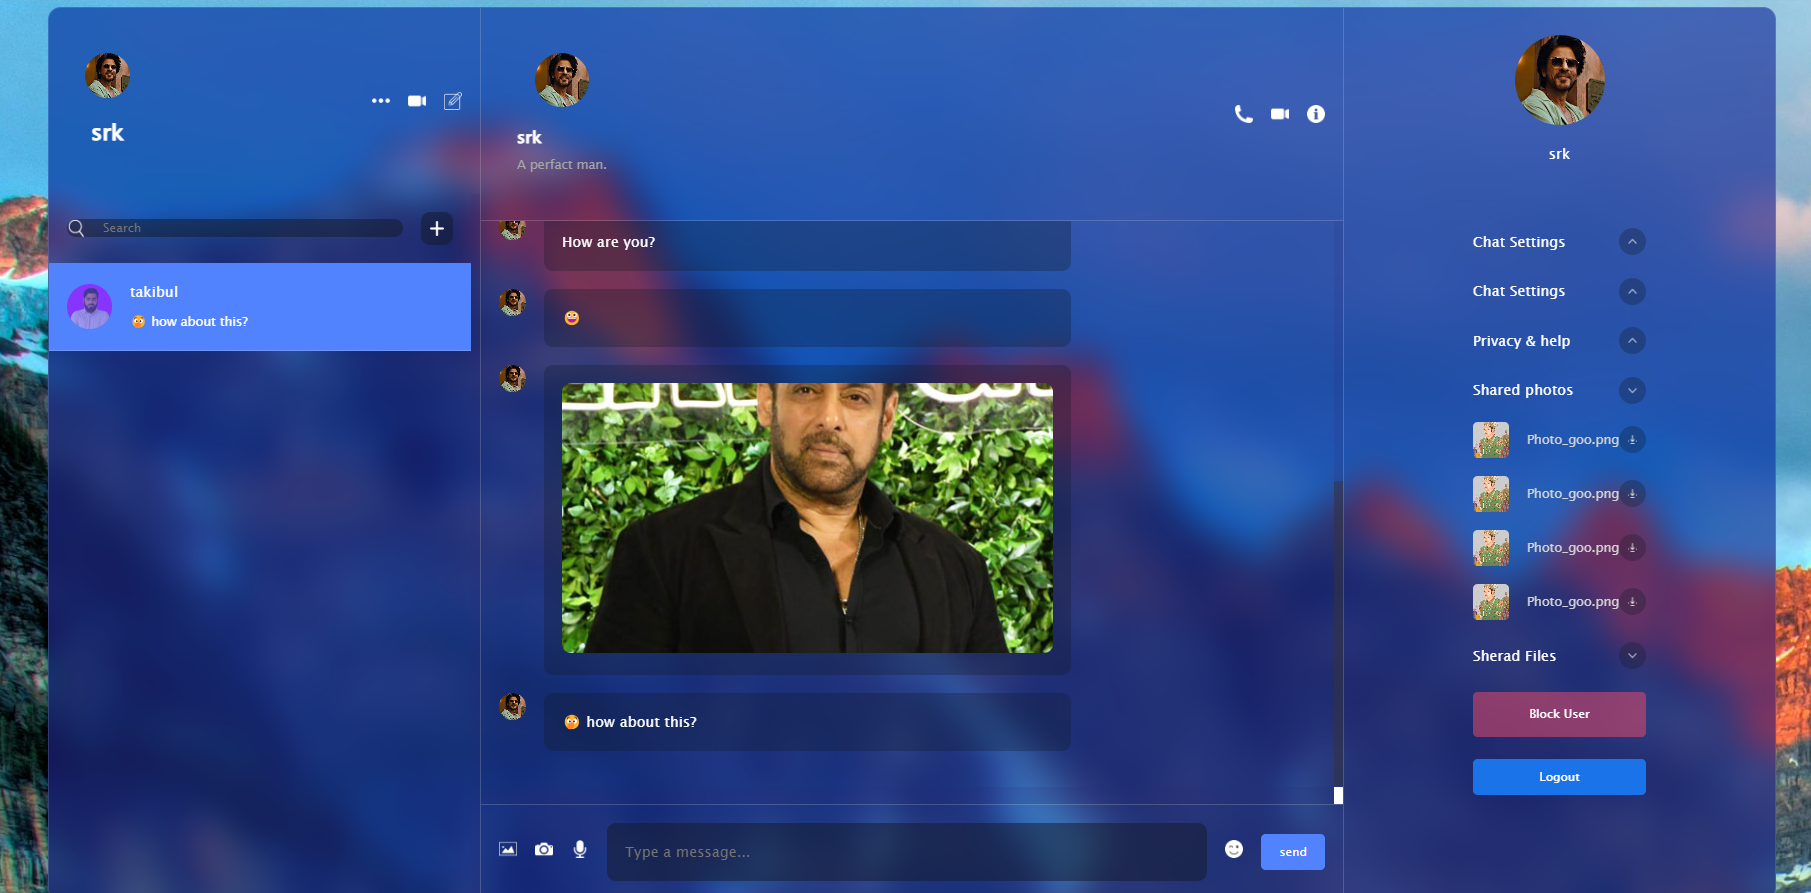 srk
Search
takibul
how about this?
srk
A perfact man.
How are you?
how about this?
Type a message...
send
srk
Chat Settings
Chat Settings
Privacy & help
Shared photos
Photo_goo.png
Photo_goo.png
Photo_goo.png
Photo_goo.png
Sherad Files
Block User
Logout